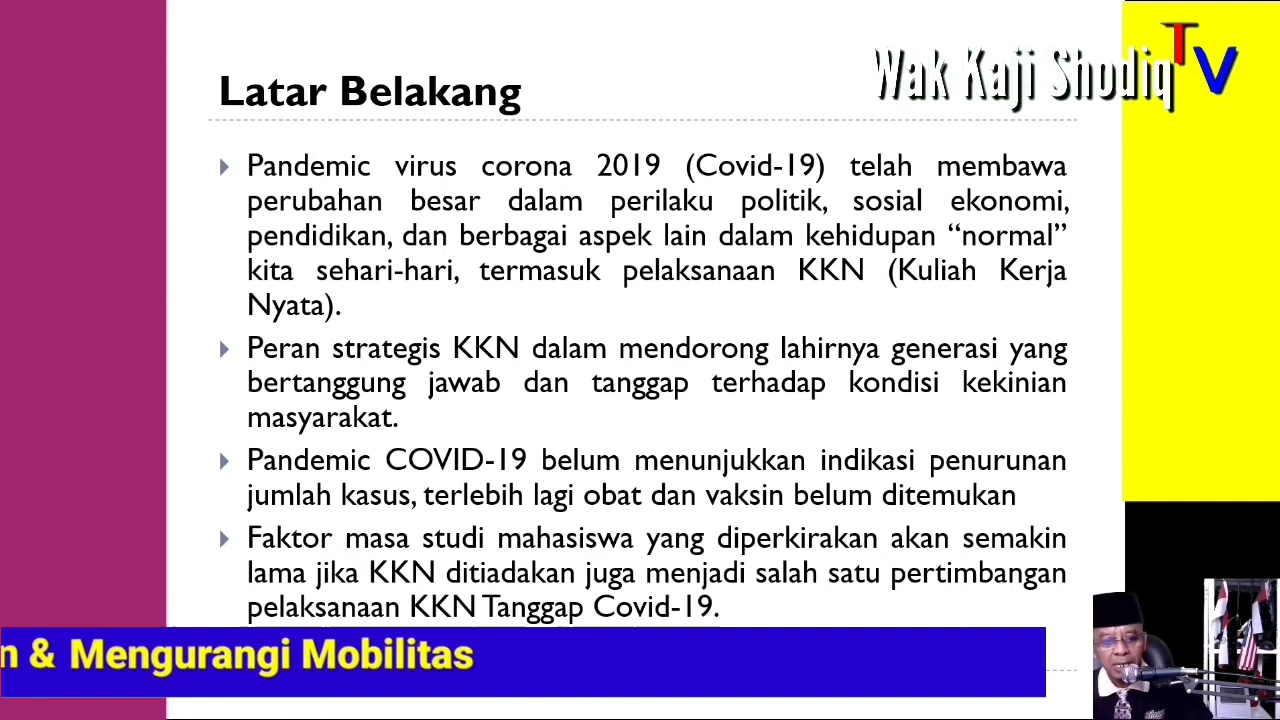 Wak Kaji Shodiq TV
Latar Belakang
Pandemic virus corona 2019 (Covid-19) telah membawa
perubahan besar dalam perilaku politik, sosial ekonomi,
pendidikan, dan berbagai aspek lain dalam kehidupan “normal”
kita sehari-hari, termasuk pelaksanaan KKN (Kuliah Kerja
Nyata).
Peran strategis KKN dalam mendorong lahirnya generasi yang
bertanggung jawab dan tanggap terhadap kondisi kekinian
masyarakat.
Pandemic COVID-19 belum menunjukkan indikasi penurunan
jumlah kasus, terlebih lagi obat dan vaksin belum ditemukan
Faktor masa studi mahasiswa yang diperkirakan akan semakin
lama jika KKN ditiadakan juga menjadi salah satu pertimbangan
pelaksanaan KKN Tanggap Covid-19.
n & Mengurangi Mobilitas